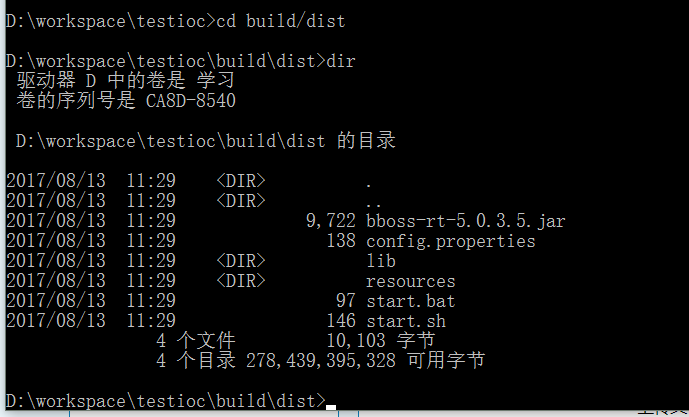 D:\workspace\testioc>cd build/dist
D:\workspace\testioc\build\dist>dir
驱动器 D 中的卷是 学习
卷的序列号是 CA8D-8540
D:\workspace\testioc\build\dist 的目录
2017/08/13  11:29    <DIR>          .
2017/08/13  11:29    <DIR>          ..
2017/08/13  11:29             9,722 bboss-rt-5.0.3.5.jar
2017/08/13  11:29               138 config.properties
2017/08/13  11:29    <DIR>          lib
2017/08/13  11:29    <DIR>          resources
2017/08/13  11:29                97 start.bat
2017/08/13  11:29               146 start.sh
4 个文件         10,103 字节
4 个目录 278,439,395,328 可用字节
D:\workspace\testioc\build\dist>